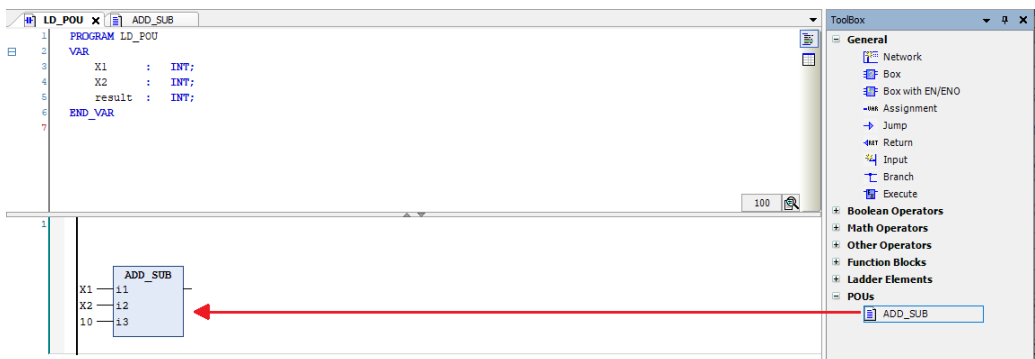 LD_POU ADD_SUB
1 PROGRAM LD_POU
2 VAR
3 X1 : INT;
4 X2 : INT;
5 result : INT;
6 END_VAR
7
100
1
ADD_SUB
X1 i1
X2 i2
10 i3
ToolBox
General
Network
Box
Box with EN/ENO
VAR Assignment
Jump
RET Return
Input
Branch
Execute
Boolean Operators
Math Operators
Other Operators
Function Blocks
Ladder Elements
POUs
ADD_SUB